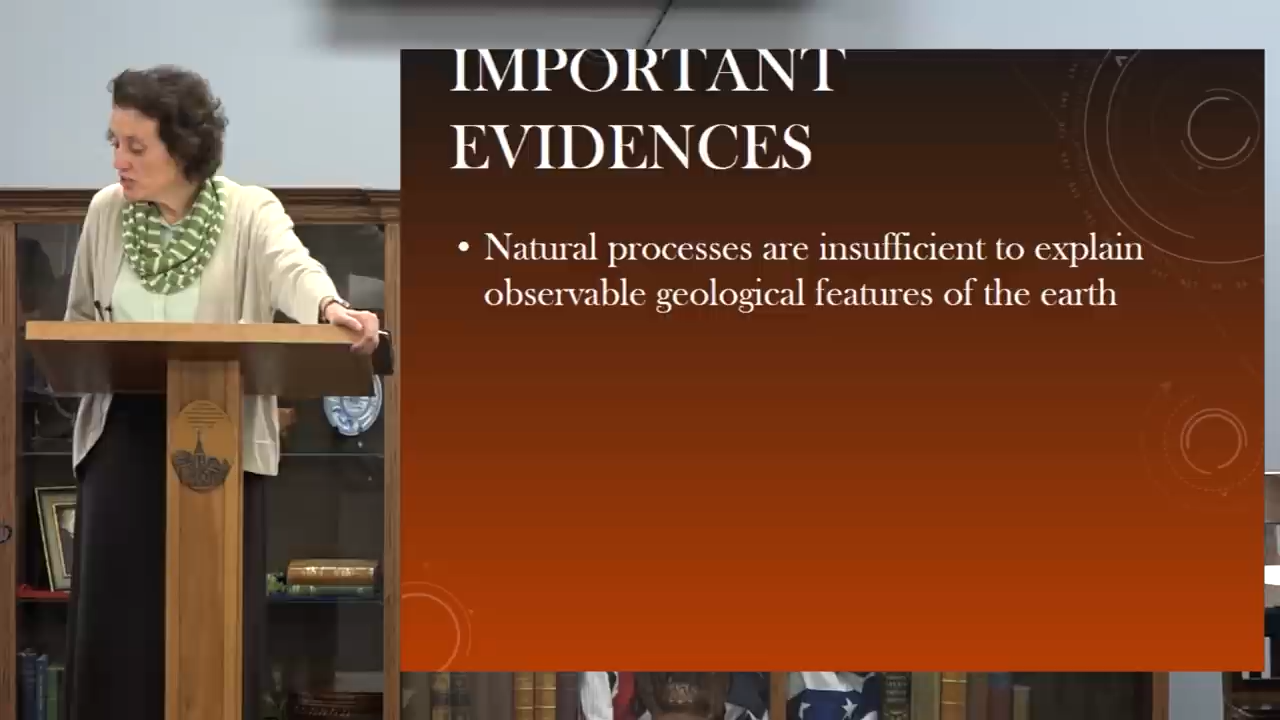 IMPORTANT
EVIDENCES
• Natural processes are insufficient to explain
observable geological features of the earth